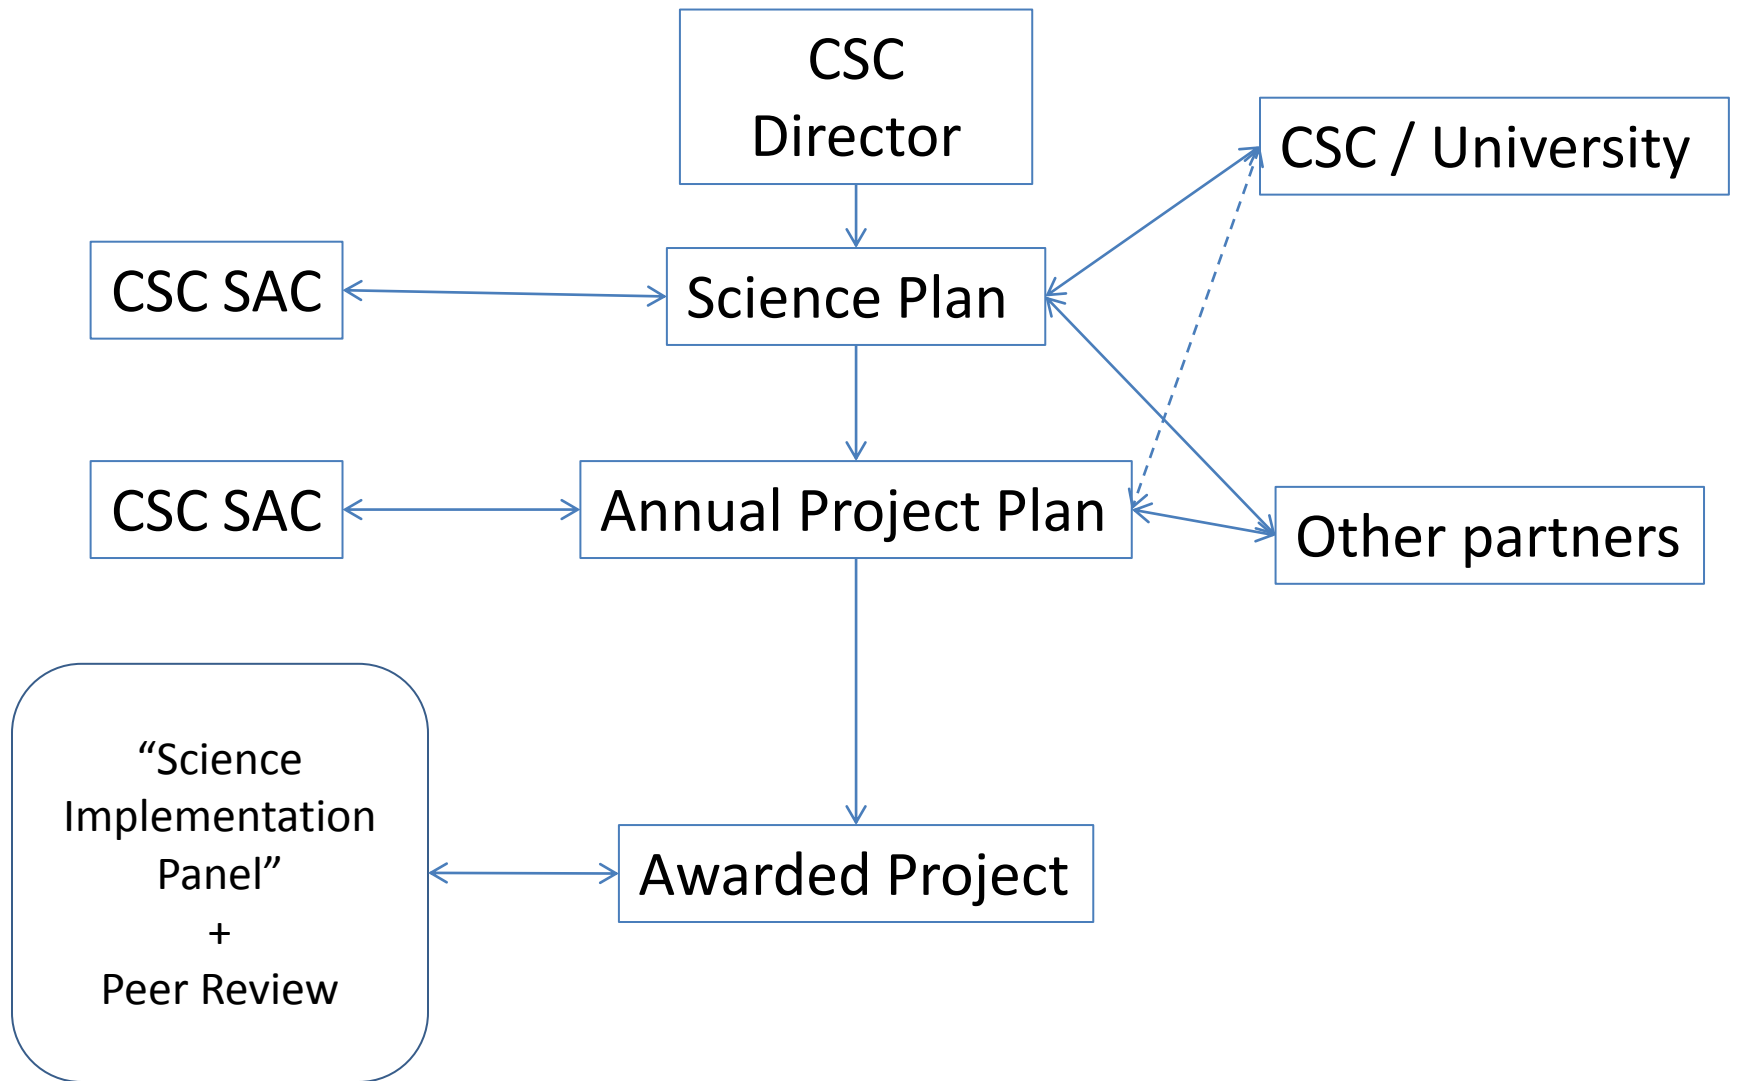 CSC
Director
CSC / University
CSC SAC
Science Plan
CSC SAC
Annual Project Plan
Other partners
“Science
Implementation
Panel”
+
Peer Review
Awarded Project